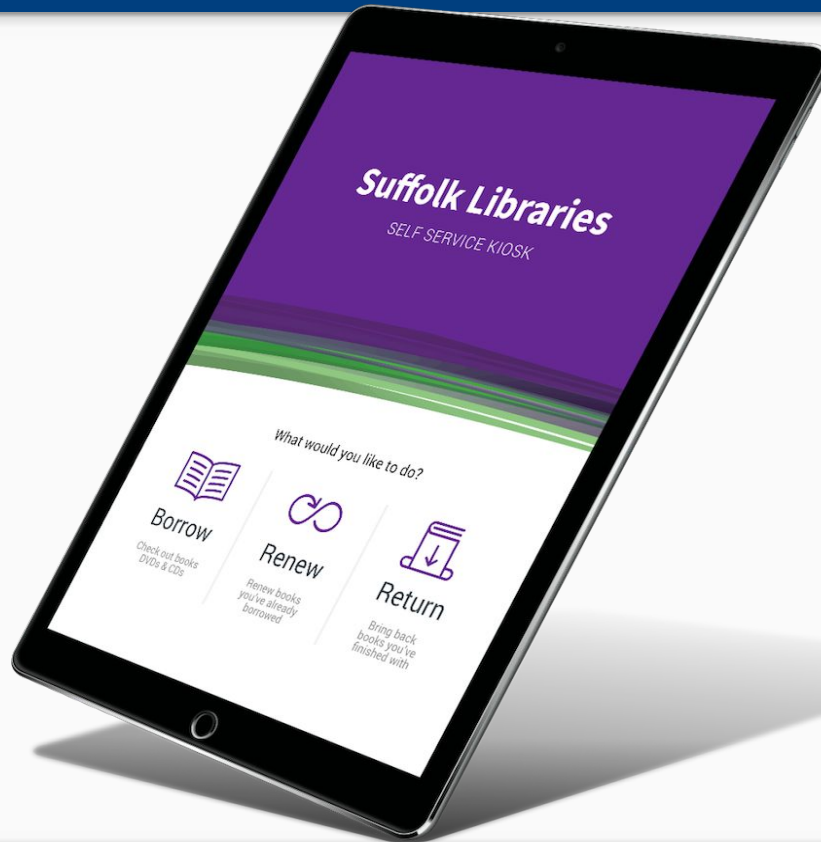 Suffolk Libraries
SELF SERVICE KIOSK
What would you like to do?
Borrow
Check out books
DVDs & CDs
Renew
Renew books
you've already
borrowed
Return
Bring back
books you've
finished with